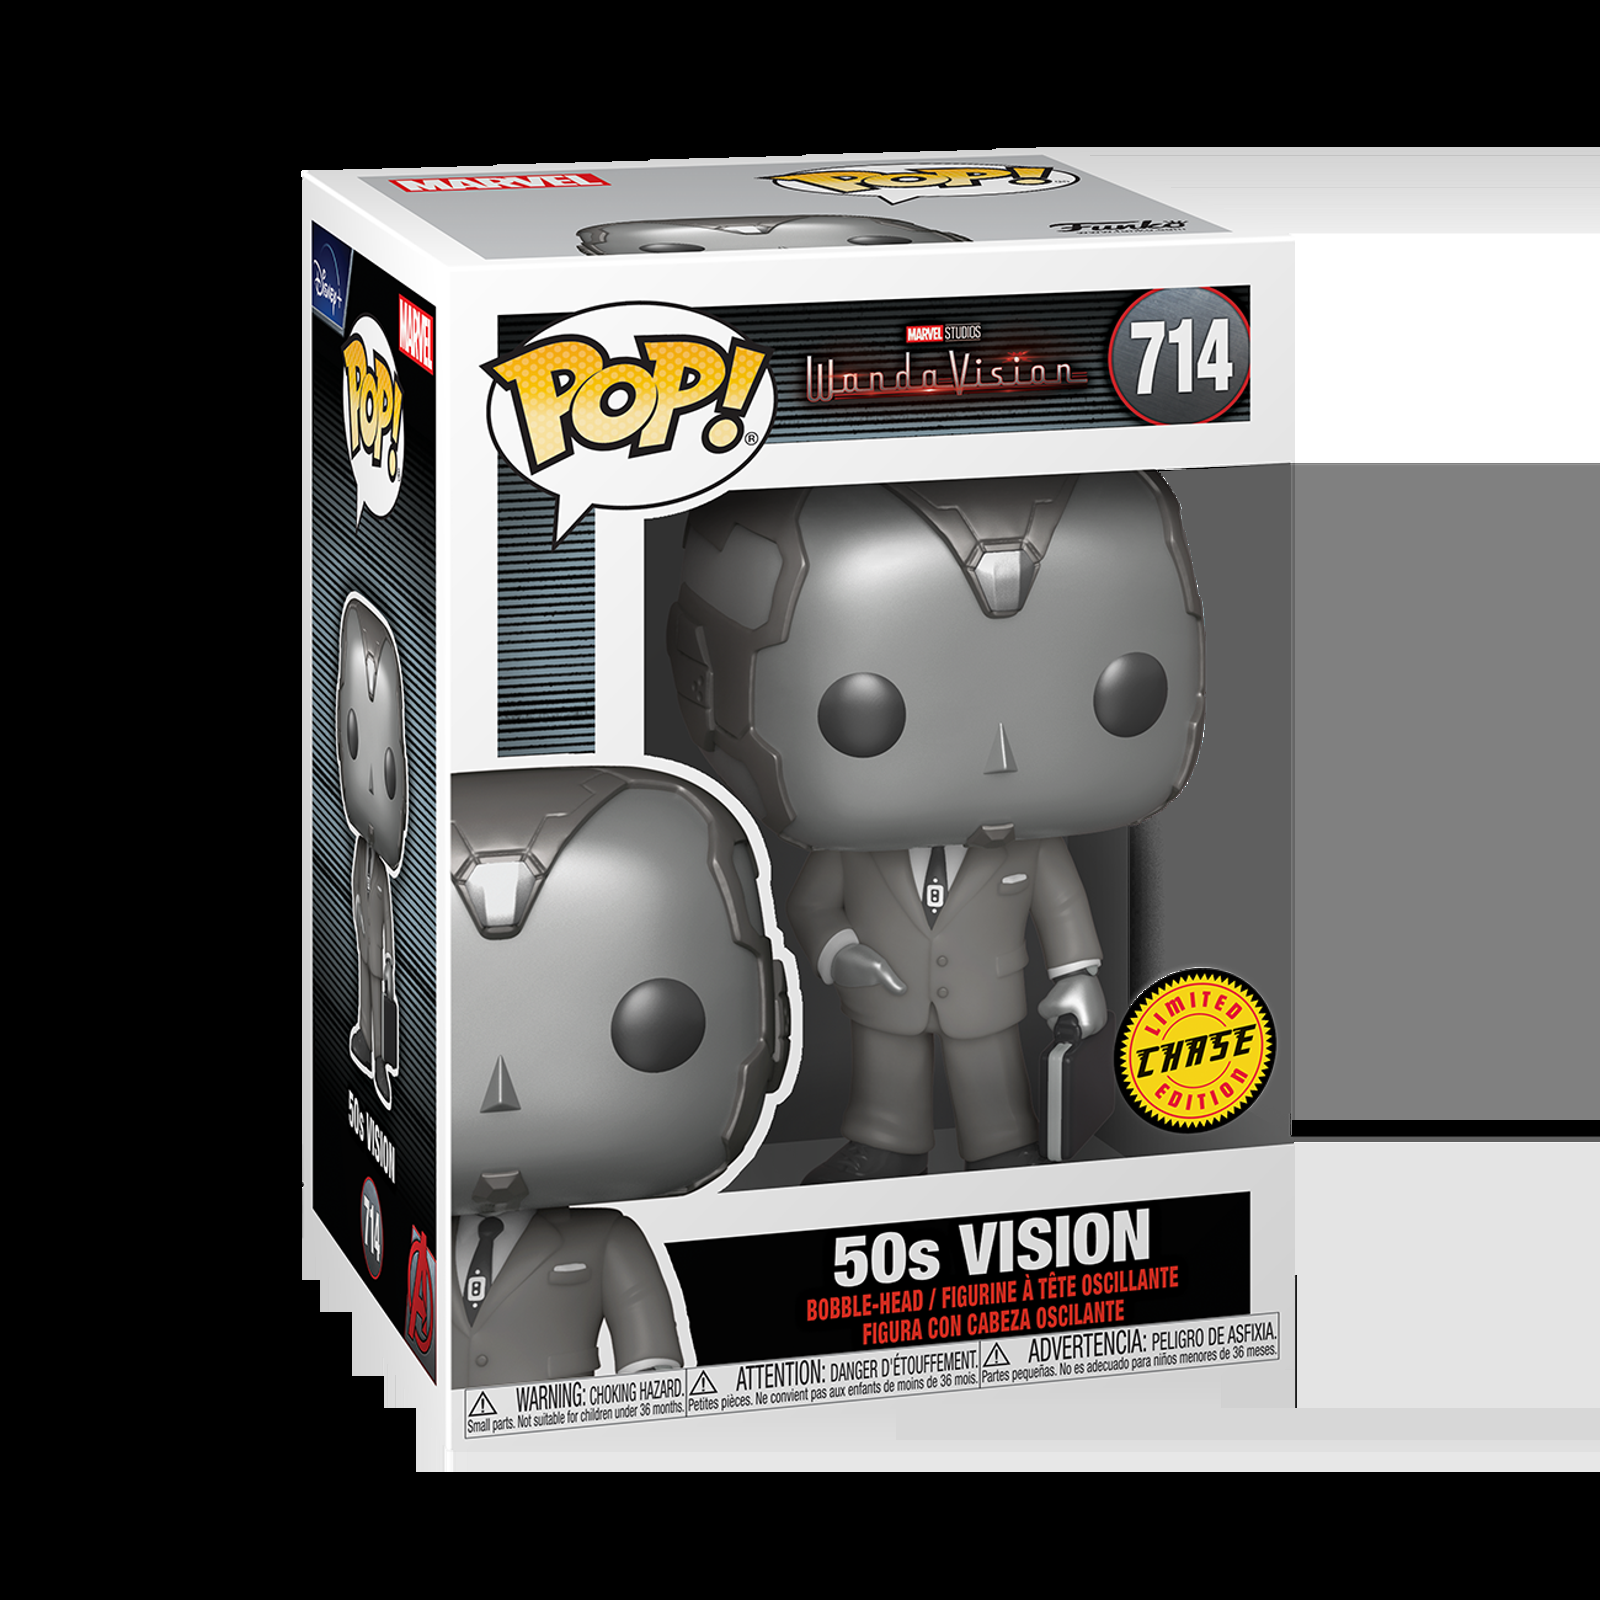 MARVEL
POP!
Funko
Disney+
MARVEL
POP!
50s VISION
714
POP!®
MARVEL STUDIOS
WandaVision
714
LIMITED
CHASE
EDITION
50s VISION
BOBBLE-HEAD / FIGURINE À TÊTE OSCILLANTE
FIGURA CON CABEZA OSCILANTE
WARNING: CHOKING HAZARD.
Small parts. Not suitable for children under 36 months.
ATTENTION: DANGER D'ÉTOUFFEMENT.
Petites pièces. Ne convient pas aux enfants de moins de 36 mois.
ADVERTENCIA: PELIGRO DE ASFIXIA.
Partes pequeñas. No es adecuado para niños menores de 36 meses.